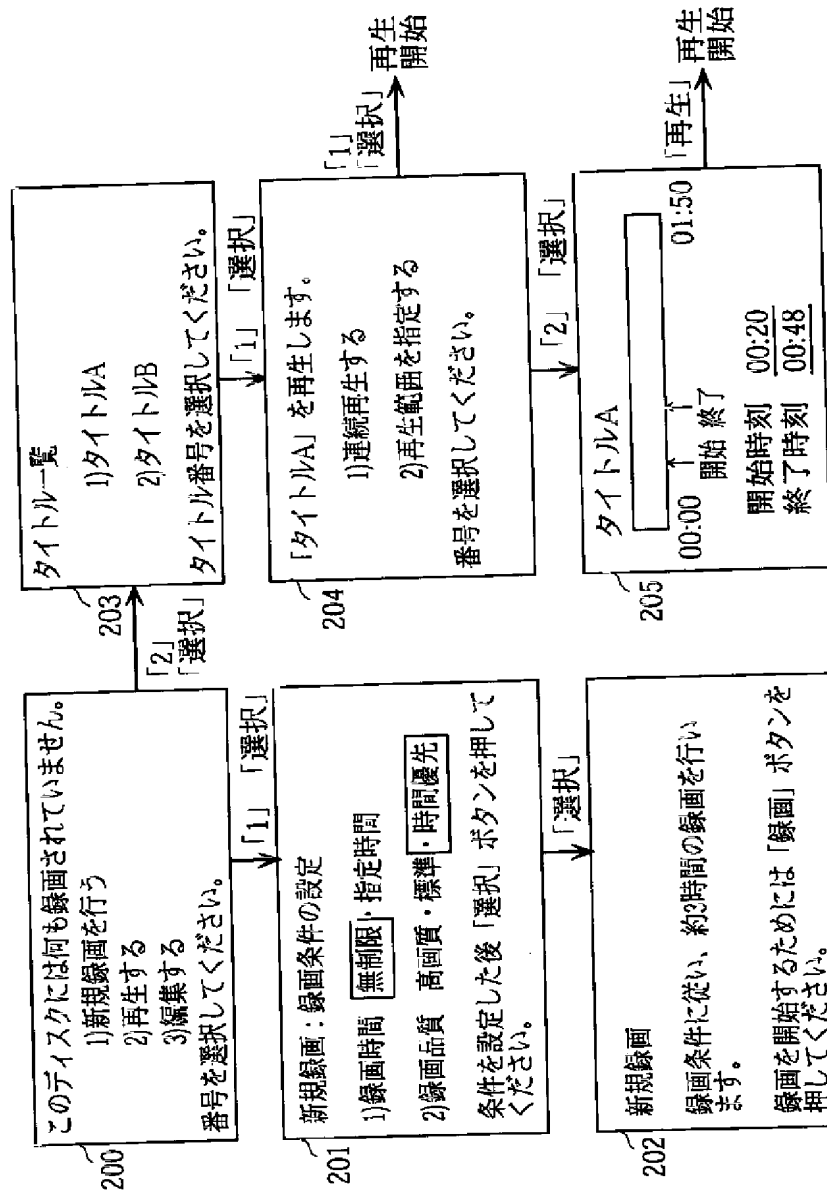 200
このディスクには何も録画されていません。
1)新規録画を行う
2)再生する
3)編集する
番号を選択してください。
「1」「選択」
「2」
「選択」
201
新規録画：録画条件の設定
1)録画時間 無制限・指定時間
2)録画品質 高画質・標準・時間優先
条件を設定した後「選択」ボタンを押して
ください。
「選択」
202
新規録画
録画条件に従い、約3時間の録画を行い
ます。
録画を開始するためには「録画」ボタンを
押してください。
203
タイトル一覧
1)タイトルA
2)タイトルB
タイトル番号を選択してください。
「1」「選択」
204
「タイトルA」を再生します。
1)連続再生する
2)再生範囲を指定する
番号を選択してください。
「1」
「選択」
再生
開始
「2」「選択」
205
タイトルA
00:00 01:50
開始 終了
開始時刻 00:20
終了時刻 00:48
「再生」
再生
開始